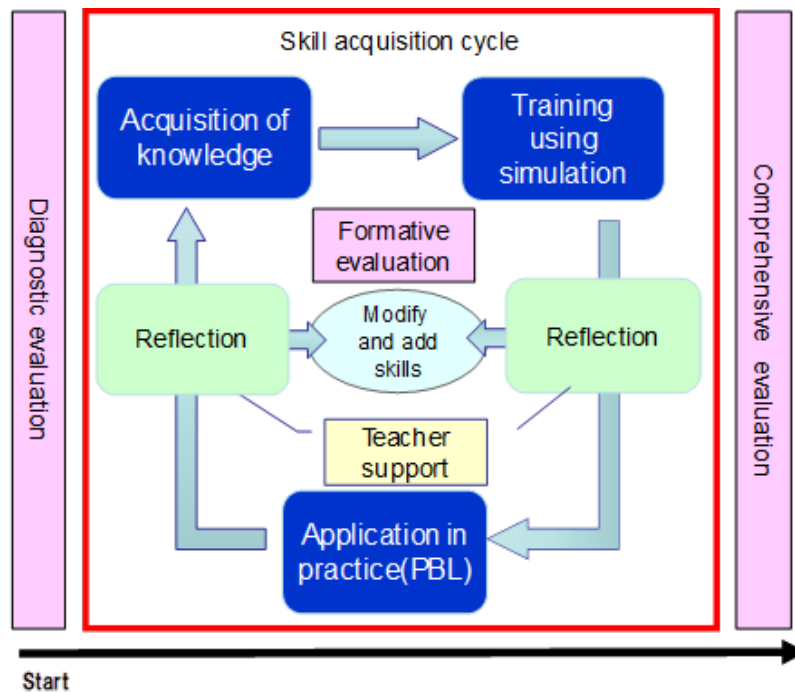 Skill acquisition cycle
Acquisition of
knowledge
Training
using
simulation
Diagnostic evaluation
Formative
evaluation
Comprehensive evaluation
Reflection
Modify
and add
skills
Reflection
Teacher
support
Application in
practice(PBL)
Start